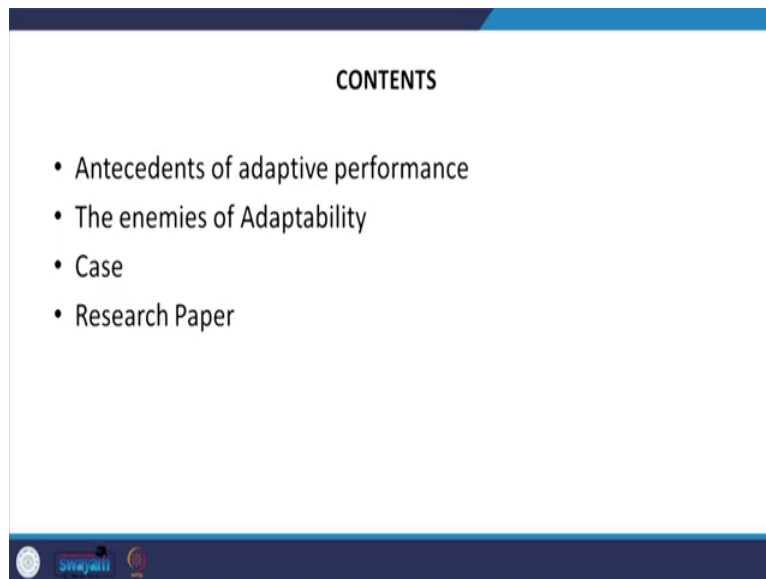 CONTENTS
• Antecedents of adaptive performance
• The enemies of Adaptability
• Case
• Research Paper
swayam